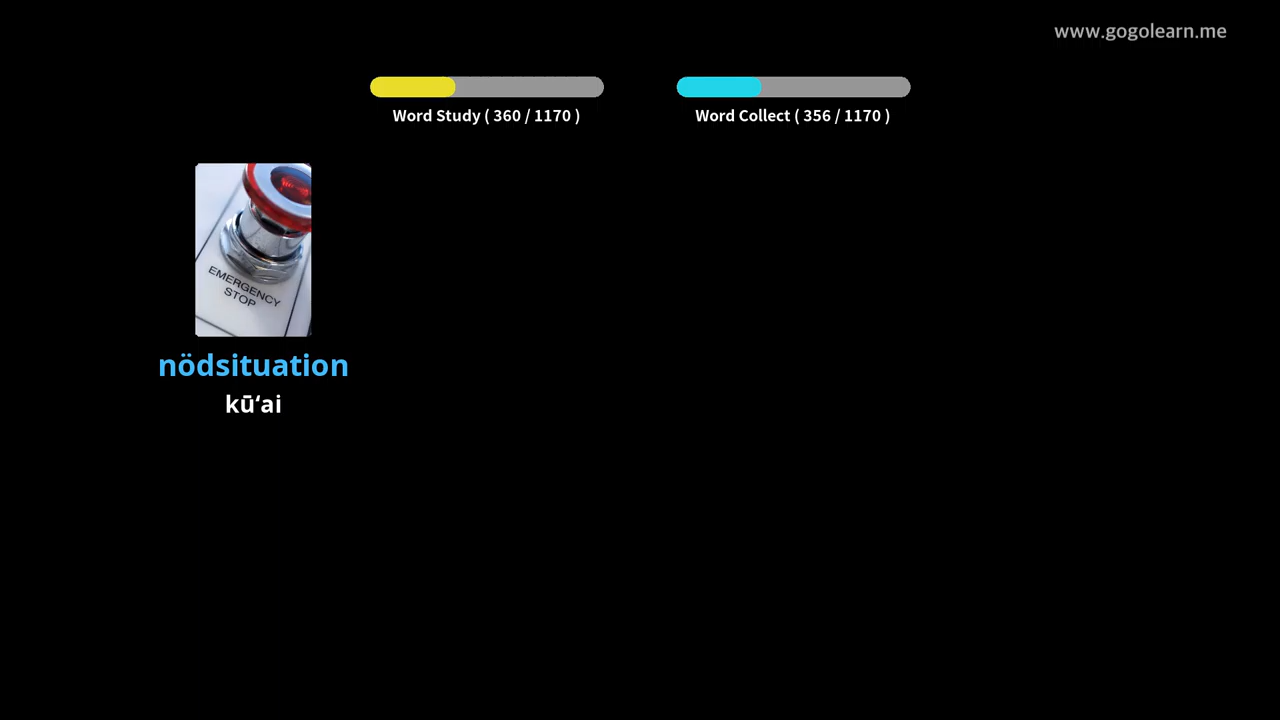 www.gogolearn.me
Word Study ( 360 / 1170 )
Word Collect ( 356 / 1170 )
EMERGENCY
STOP
nödsituation
kūʻai